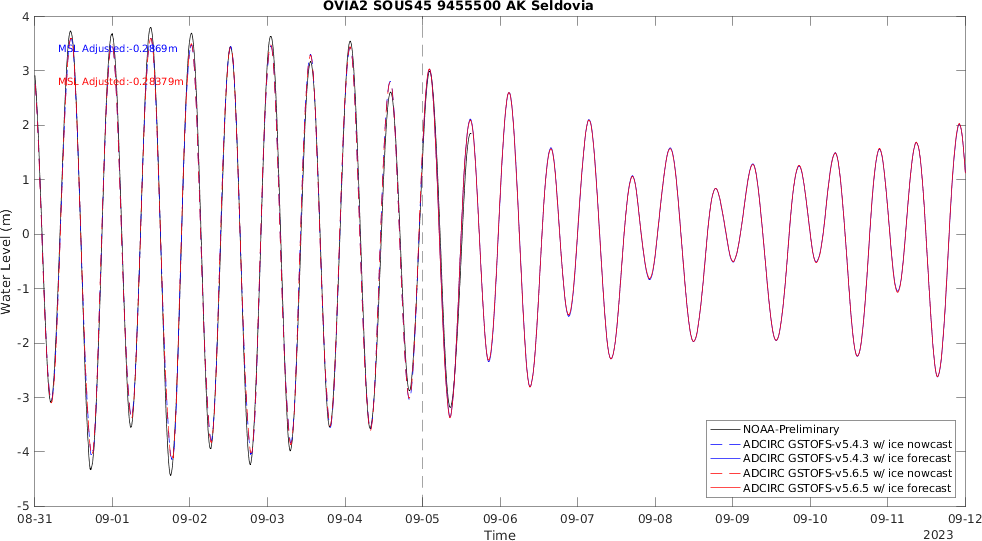 OVIA2 SOUS45 9455500 AK Seldovia
MSL Adjusted:-0.2869m
MSL Adjusted:-0.28379m
4
3
2
1
0
-1
-2
-3
-4
-5
Water Level (m)
08-31 09-01 09-02 09-03 09-04 09-05 09-06 09-07 09-08 09-09 09-10 09-11 09-12
Time
2023
NOAA-Preliminary
ADCIRC GSTOFS-v5.4.3 w/ ice nowcast
ADCIRC GSTOFS-v5.4.3 w/ ice forecast
ADCIRC GSTOFS-v5.6.5 w/ ice nowcast
ADCIRC GSTOFS-v5.6.5 w/ ice forecast